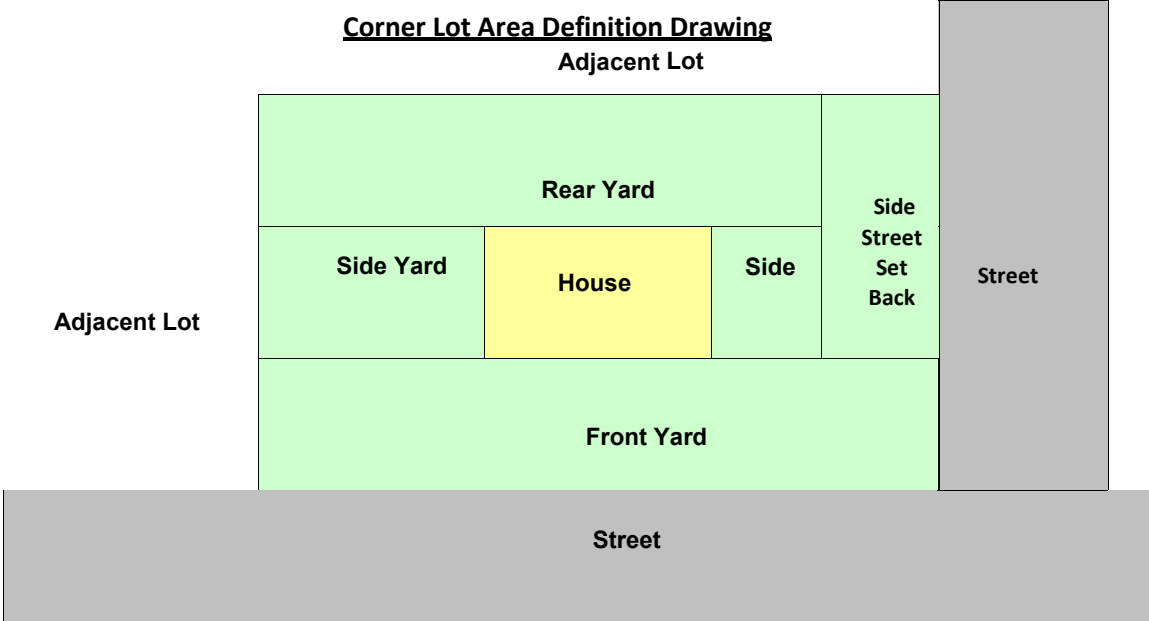 Corner Lot Area Definition Drawing
Adjacent Lot
Rear Yard
Side
Street
Set
Back
Side Yard
House
Side
Street
Adjacent Lot
Front Yard
Street